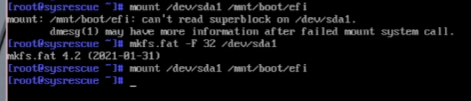 [root@sysrescue ~]# mount /dev/sda1 /mnt/boot/efi
mount: /mnt/boot/efi: can't read superblock on /dev/sda1.
dmesg(1) may have more information after failed mount system call.
[root@sysrescue ~]# mkfs.fat -F 32 /dev/sda1
mkfs.fat 4.2 (2021-01-31)
[root@sysrescue ~]# mount /dev/sda1 /mnt/boot/efi
[root@sysrescue ~]# _